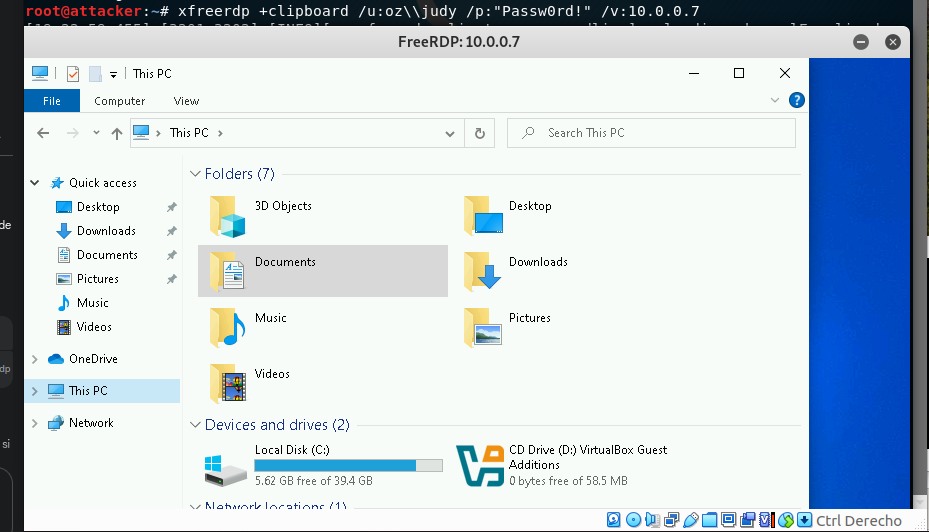 root@attacker:~# xfreerdp +clipboard /u:oz\\judy /p:"Passw0rd!" /v:10.0.0.7
FreeRDP: 10.0.0.7
This PC
File Computer View
This PC
Search This PC
Quick access
Desktop
Downloads
Documents
Pictures
Music
Videos
OneDrive
This PC
Network
Folders (7)
3D Objects
Desktop
Documents
Downloads
Music
Pictures
Videos
Devices and drives (2)
Local Disk (C:)
5.62 GB free of 39.4 GB
CD Drive (D:) VirtualBox Guest
Additions
0 bytes free of 58.5 MB
Network locations (1)
de
rdp
si
Ctrl Derecho